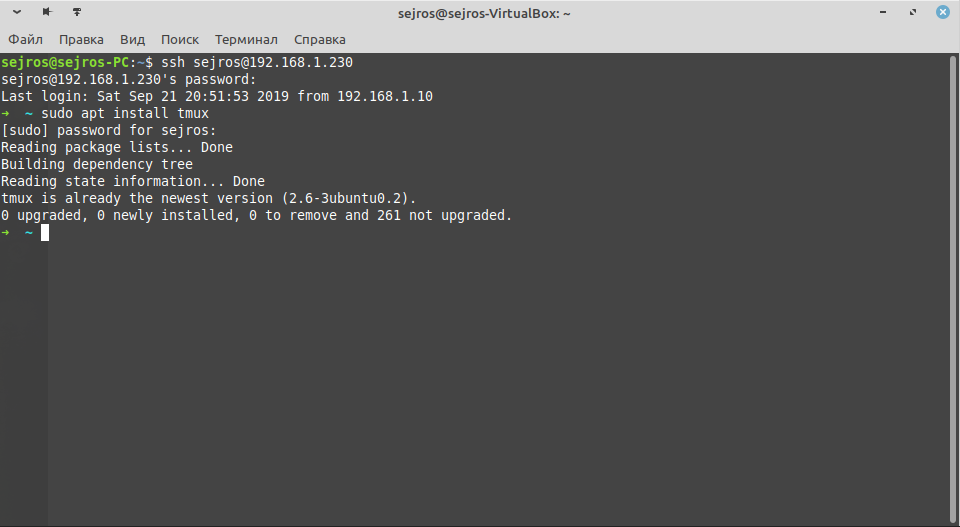 sejros@sejros-VirtualBox: ~
Файл Правка Вид Поиск Терминал Справка
sejros@sejros-PC:~$ ssh sejros@192.168.1.230
sejros@192.168.1.230's password:
Last login: Sat Sep 21 20:51:53 2019 from 192.168.1.10
➜  ~ sudo apt install tmux
[sudo] password for sejros:
Reading package lists... Done
Building dependency tree
Reading state information... Done
tmux is already the newest version (2.6-3ubuntu0.2).
0 upgraded, 0 newly installed, 0 to remove and 261 not upgraded.
➜  ~